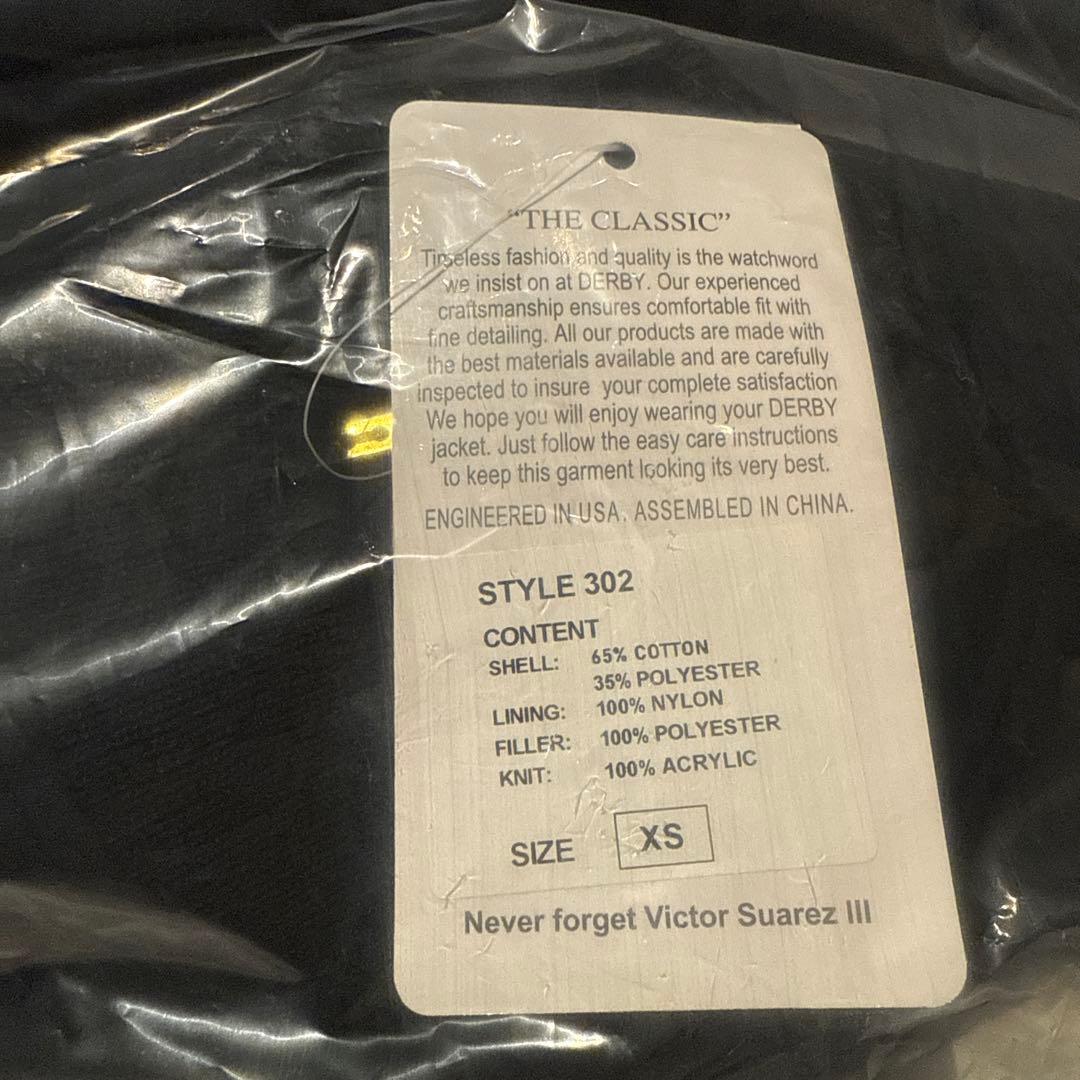 "THE CLASSIC"
Timeless fashion and quality is the watchword
we insist on at DERBY. Our experienced
craftsmanship ensures comfortable fit with
fine detailing. All our products are made with
the best materials available and are carefully
inspected to insure your complete satisfaction
We hope you will enjoy wearing your DERBY
jacket. Just follow the easy care instructions
to keep this garment looking its very best.
ENGINEERED IN USA. ASSEMBLED IN CHINA.
STYLE 302
CONTENT
SHELL: 65% COTTON
35% POLYESTER
LINING: 100% NYLON
FILLER: 100% POLYESTER
KNIT: 100% ACRYLIC
SIZE XS
Never forget Victor Suarez III